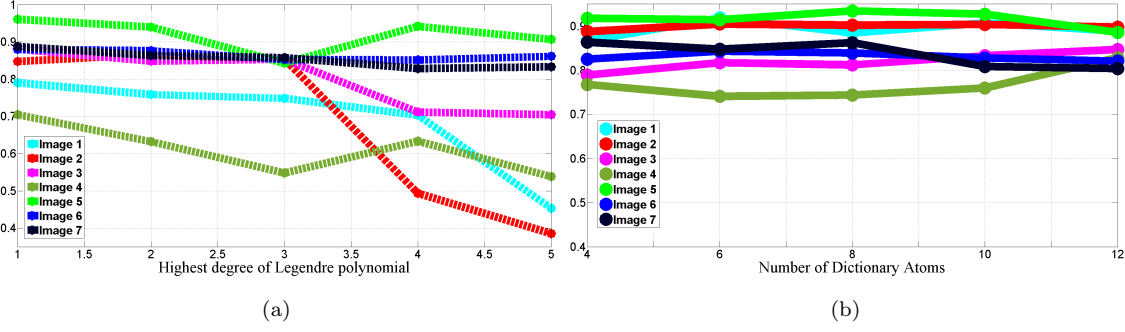 1
0.9
0.8
0.7
0.6
0.5
0.4
Image 1
Image 2
Image 3
Image 4
Image 5
Image 6
Image 7
1 1.5 2 2.5 3 3.5 4 4.5 5
Highest degree of Legendre polynomial
(a)
0.9
0.8
0.7
0.6
0.5
0.4
Image 1
Image 2
Image 3
Image 4
Image 5
Image 6
Image 7
4 6 8 10 12
Number of Dictionary Atoms
(b)